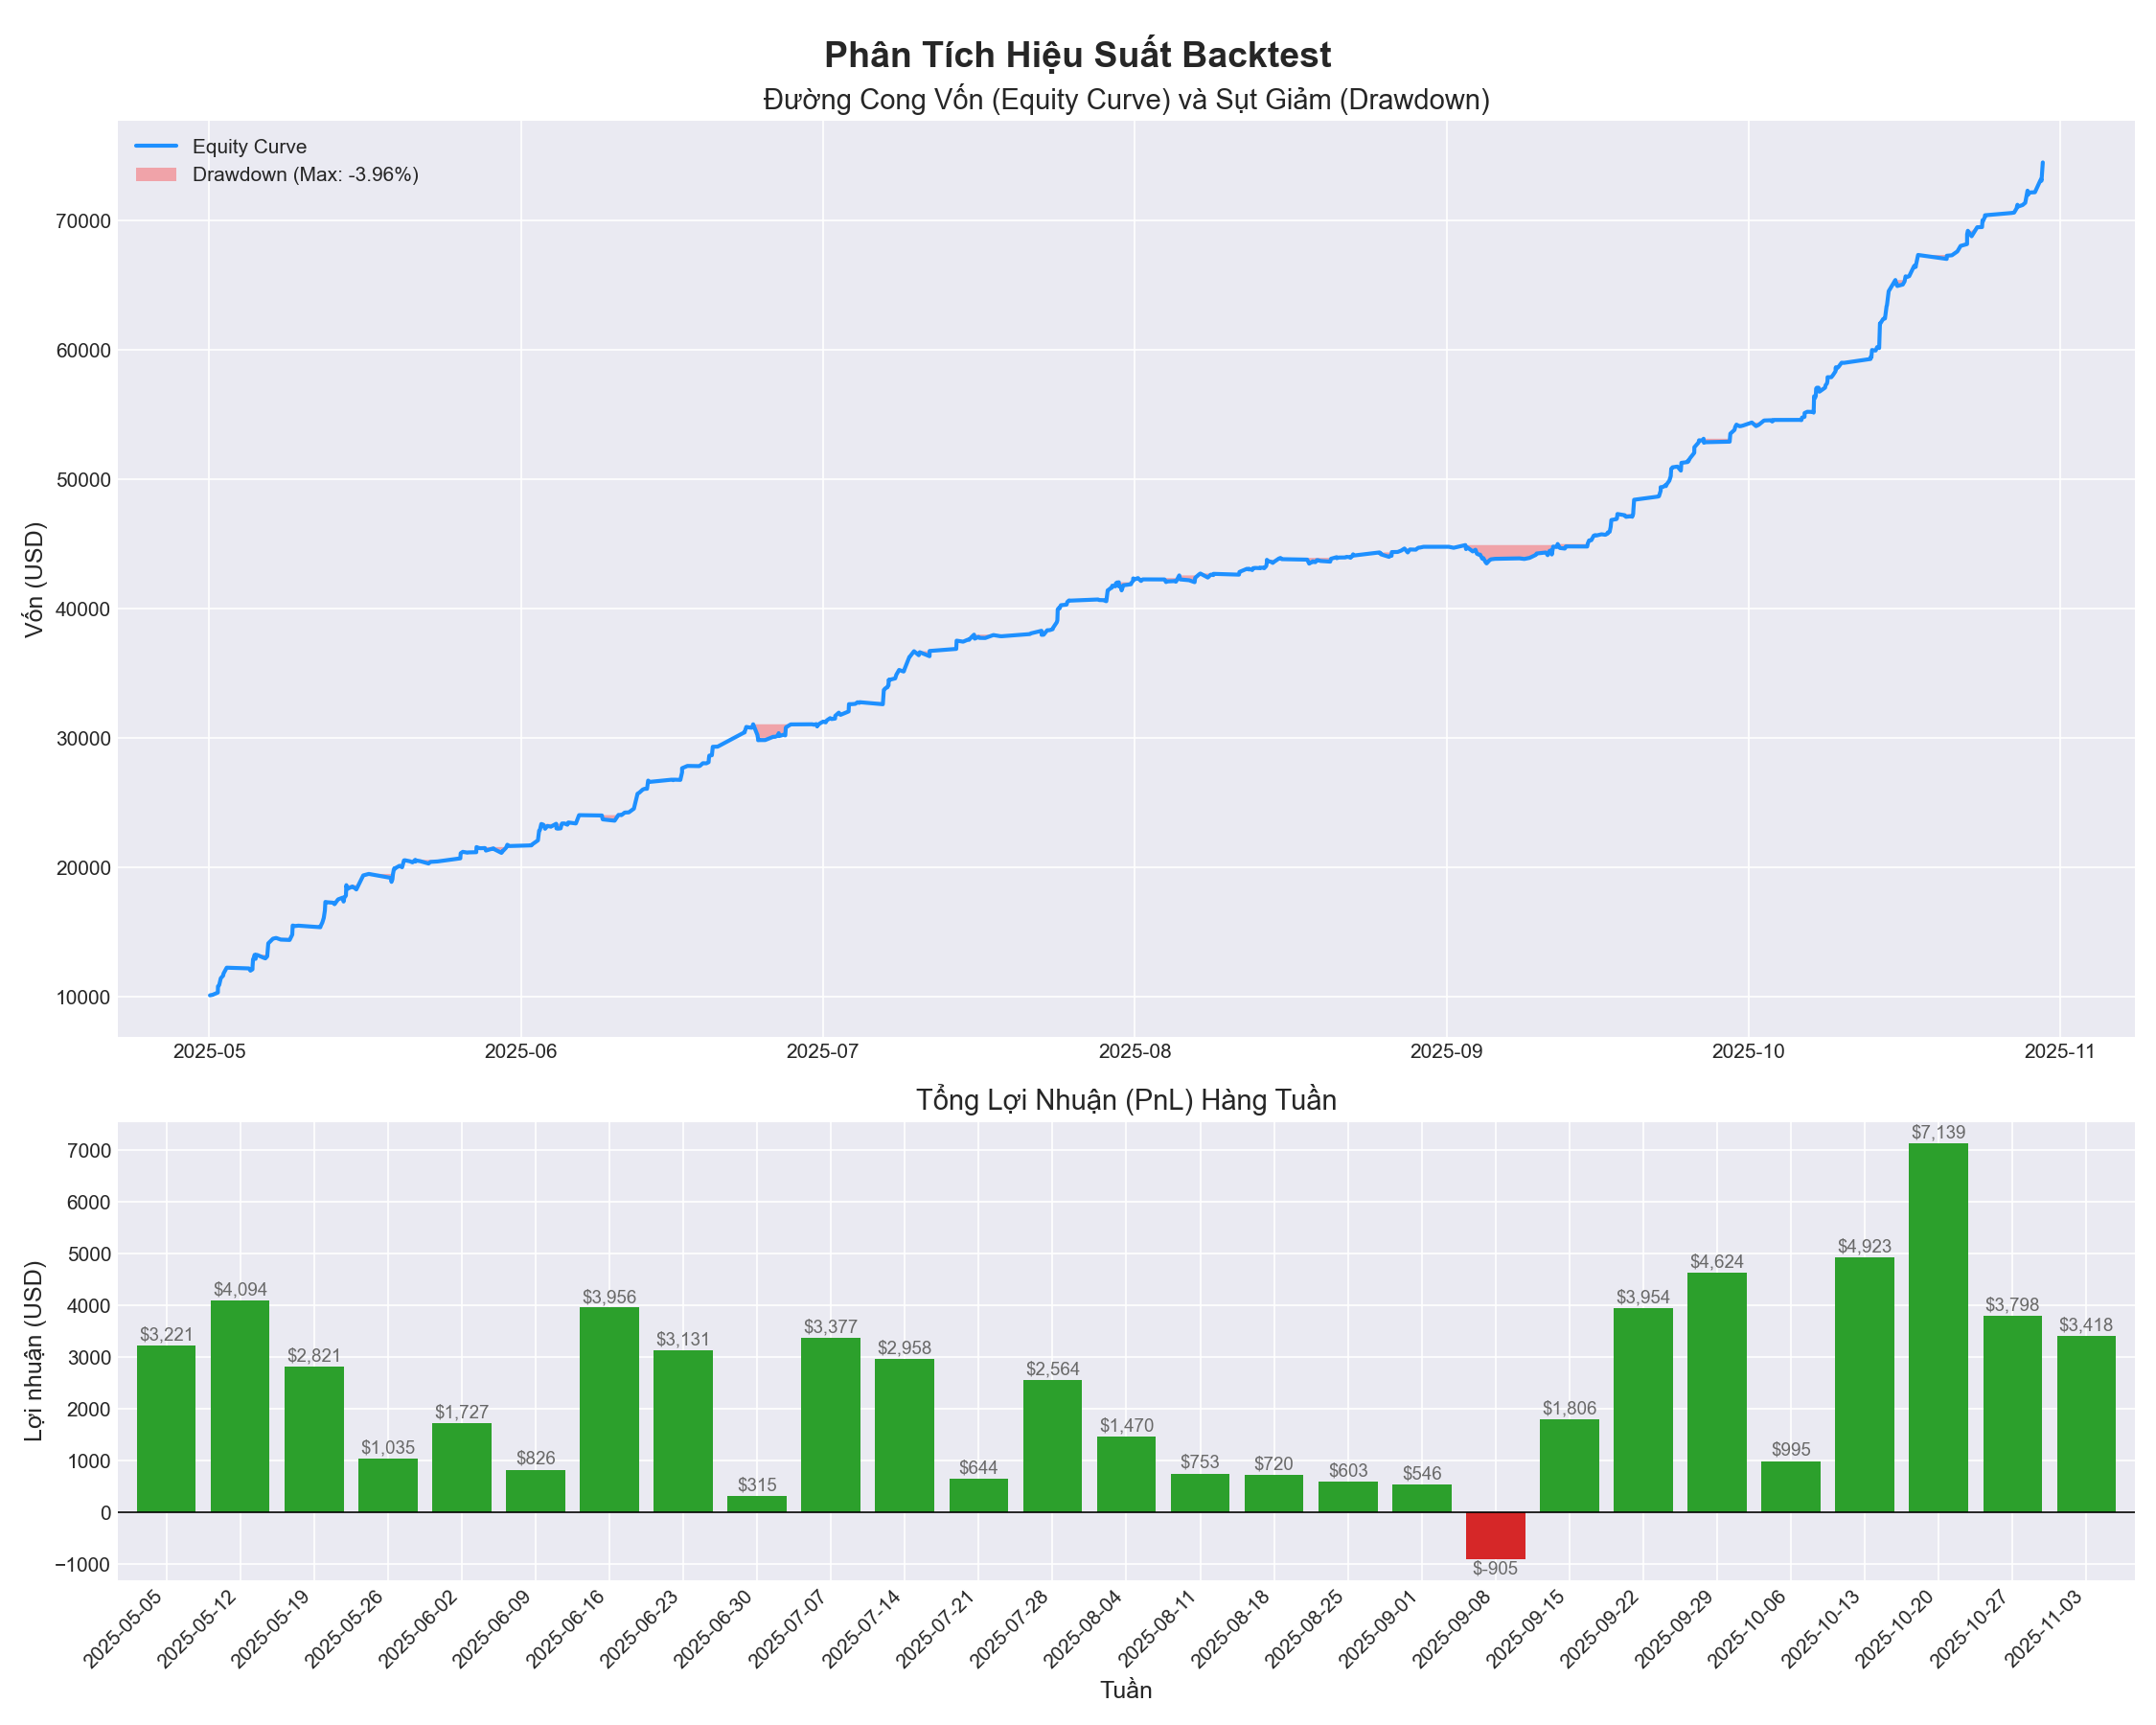 Phân Tích Hiệu Suất Backtest
Đường Cong Vốn (Equity Curve) và Sụt Giảm (Drawdown)
Equity Curve
Drawdown (Max: -3.96%)
Vốn (USD)
70000
60000
50000
40000
30000
20000
10000
2025-05 2025-06 2025-07 2025-08 2025-09 2025-10 2025-11
Tổng Lợi Nhuận (PnL) Hàng Tuần
Lợi nhuận (USD)
7000
6000
5000
4000
3000
2000
1000
0
−1000
$3,221 $4,094 $2,821 $1,035 $1,727 $826 $3,956 $3,131 $315 $3,377 $2,958 $644 $2,564 $1,470 $753 $720 $603 $546 $-905 $1,806 $3,954 $4,624 $995 $4,923 $7,139 $3,798 $3,418
2025-05-05 2025-05-12 2025-05-19 2025-05-26 2025-06-02 2025-06-09 2025-06-16 2025-06-23 2025-06-30 2025-07-07 2025-07-14 2025-07-21 2025-07-28 2025-08-04 2025-08-11 2025-08-18 2025-08-25 2025-09-01 2025-09-08 2025-09-15 2025-09-22 2025-09-29 2025-10-06 2025-10-13 2025-10-20 2025-10-27 2025-11-03
Tuần